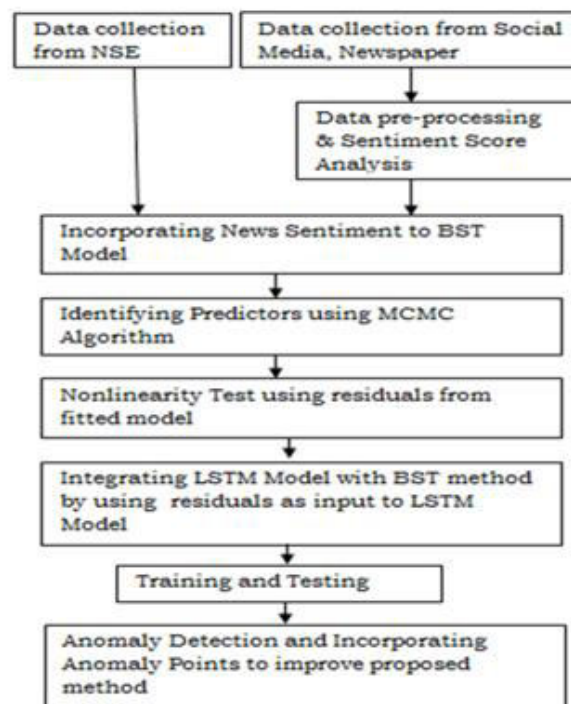 Data collection
from NSE
Data collection from Social
Media, Newspaper
Data pre-processing
& Sentiment Score
Analysis
Incorporating News Sentiment to BST
Model
Identifying Predictors using MCMC
Algorithm
Nonlinearity Test using residuals from
fitted model
Integrating LSTM Model with BST method
by using residuals as input to LSTM
Model
Training and Testing
Anomaly Detection and Incorporating
Anomaly Points to improve proposed
method